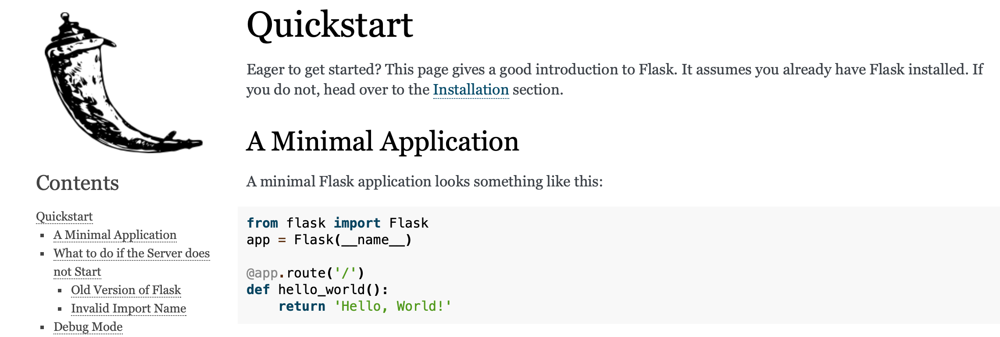 Quickstart
Eager to get started? This page gives a good introduction to Flask. It assumes you already have Flask installed. If
you do not, head over to the Installation section.
A Minimal Application
A minimal Flask application looks something like this:
from flask import Flask
app = Flask(__name__)

@app.route('/')
def hello_world():
    return 'Hello, World!'
Contents
Quickstart
▪ A Minimal Application
▪ What to do if the Server does
not Start
▪ Old Version of Flask
▪ Invalid Import Name
▪ Debug Mode